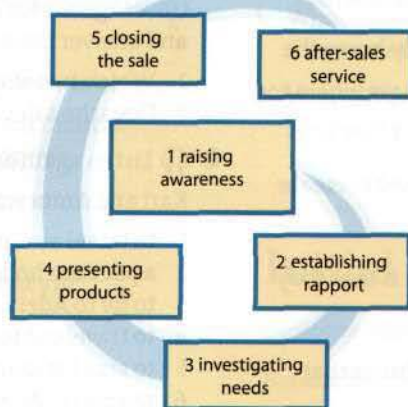 5 closing
the sale
6 after-sales
service
1 raising
awareness
4 presenting
products
2 establishing
rapport
3 investigating
needs